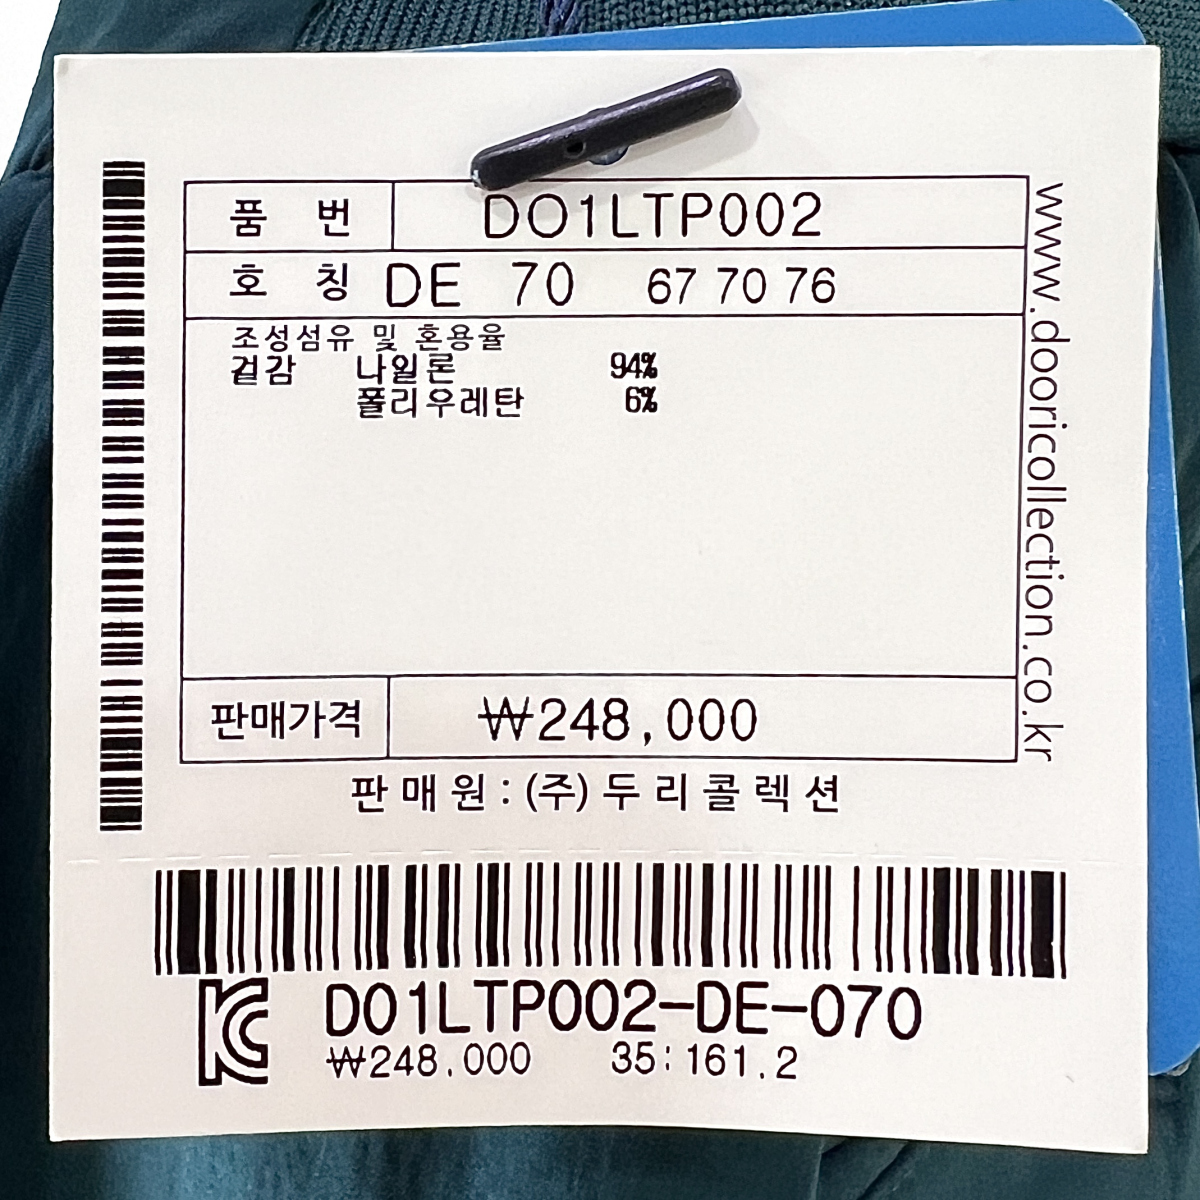 품 번 DO1LTP002
호 칭 DE 70 67 70 76
조성섬유 및 혼용율
겉감 나일론 94%
폴리우레탄 6%
판매가격 ₩248,000
판매원 : (주)두리콜렉션
www.dooricollection.co.kr
KC DO1LTP002-DE-070
₩248,000 35:161.2